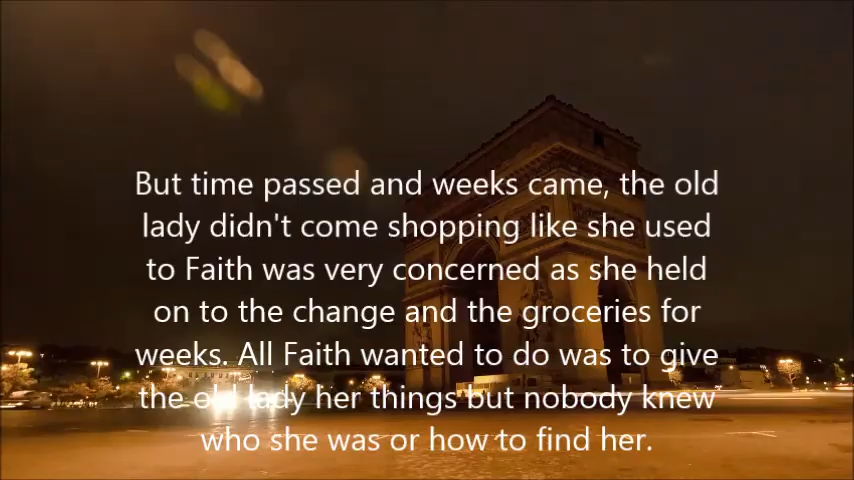 But time passed and weeks came, the old
lady didn't come shopping like she used
to Faith was very concerned as she held
on to the change and the groceries for
weeks. All Faith wanted to do was to give
the old lady her things but nobody knew
who she was or how to find her.